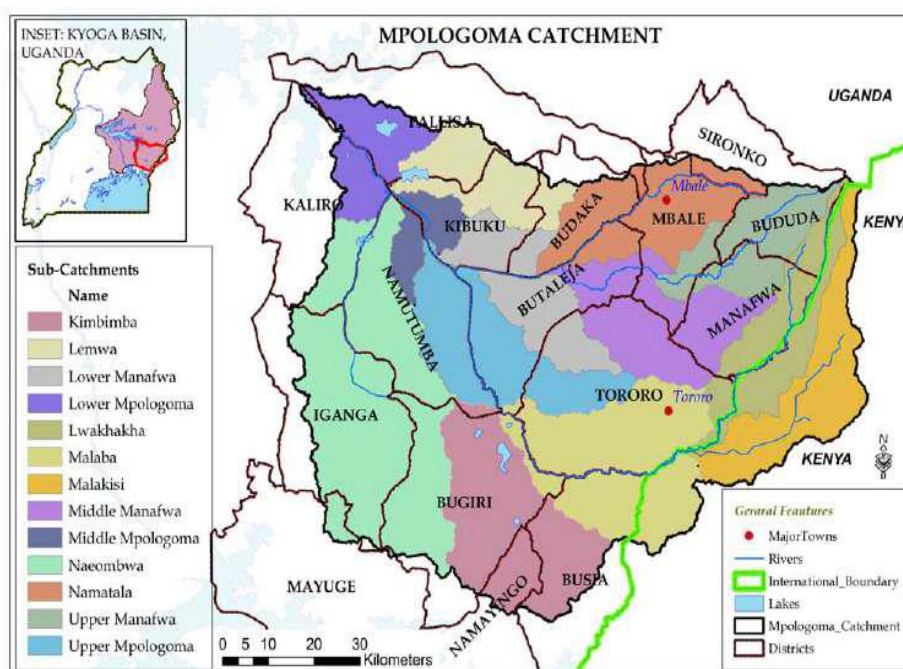 INSET: KYOGA BASIN,
UGANDA
MPOLOGOMA CATCHMENT
UGANDA
SIRONKO
PALLISA
Mbale
KALIRO
KIBUKU
BUDAKA
MBALE
BUDUDA
KENY
BUTALEJA
NAMUTUMBA
MANAFWA
TORORO
Tororo
IGANGA
KENYA
BUGIRI
MAYUGE
BUSIA
NAMAYINGO
N
Sub-Catchments
Name
Kimbimba
Lemwa
Lower Manafwa
Lower Mpologoma
Lwakhakha
Malaba
Malakisi
Middle Manafwa
Middle Mpologoma
Naeombwa
Namatala
Upper Manafwa
Upper Mpologoma
0 5 10 20 30
Kilometers
Geraral Feautures
MajorTowns
Rivers
International_Boundary
Lakes
Mpologoma_Catchment
Districts